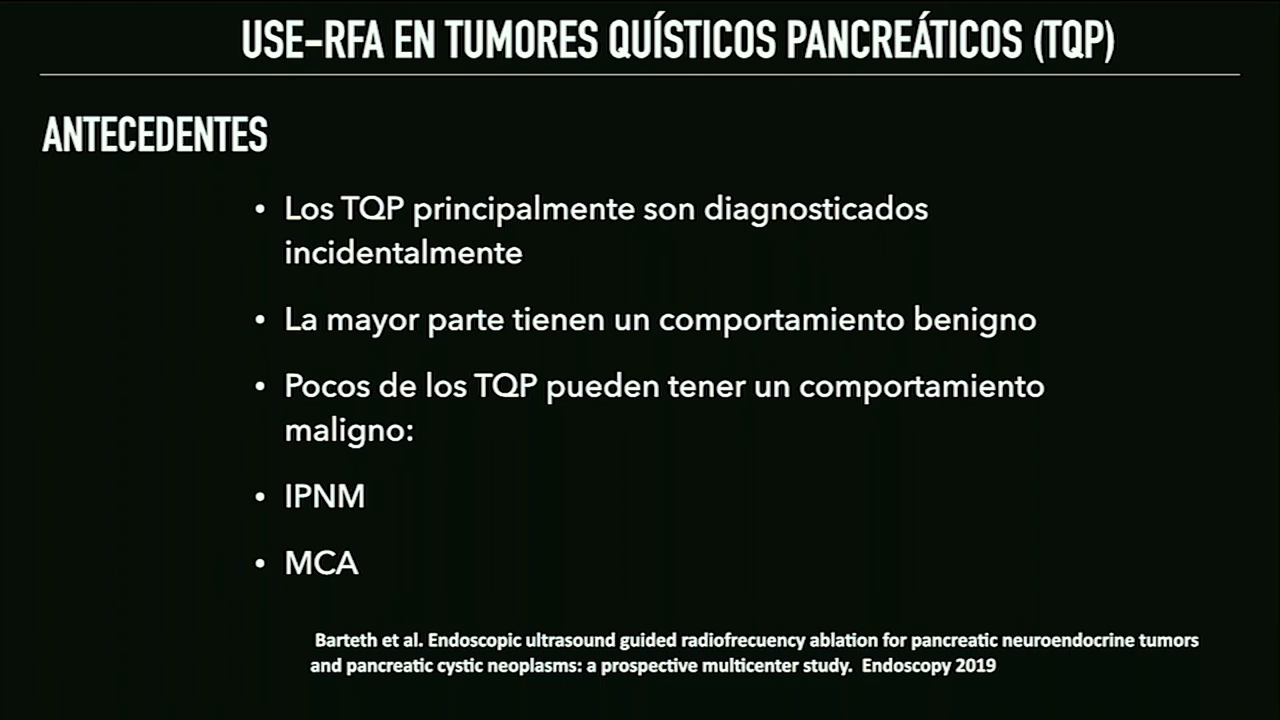 USE-RFA EN TUMORES QUÍSTICOS PANCREÁTICOS (TQP)
ANTECEDENTES
• Los TQP principalmente son diagnosticados
incidentalmente
• La mayor parte tienen un comportamiento benigno
• Pocos de los TQP pueden tener un comportamiento
maligno:
• IPNM
• MCA
Barteth et al. Endoscopic ultrasound guided radiofrecuency ablation for pancreatic neuroendocrine tumors
and pancreatic cystic neoplasms: a prospective multicenter study. Endoscopy 2019